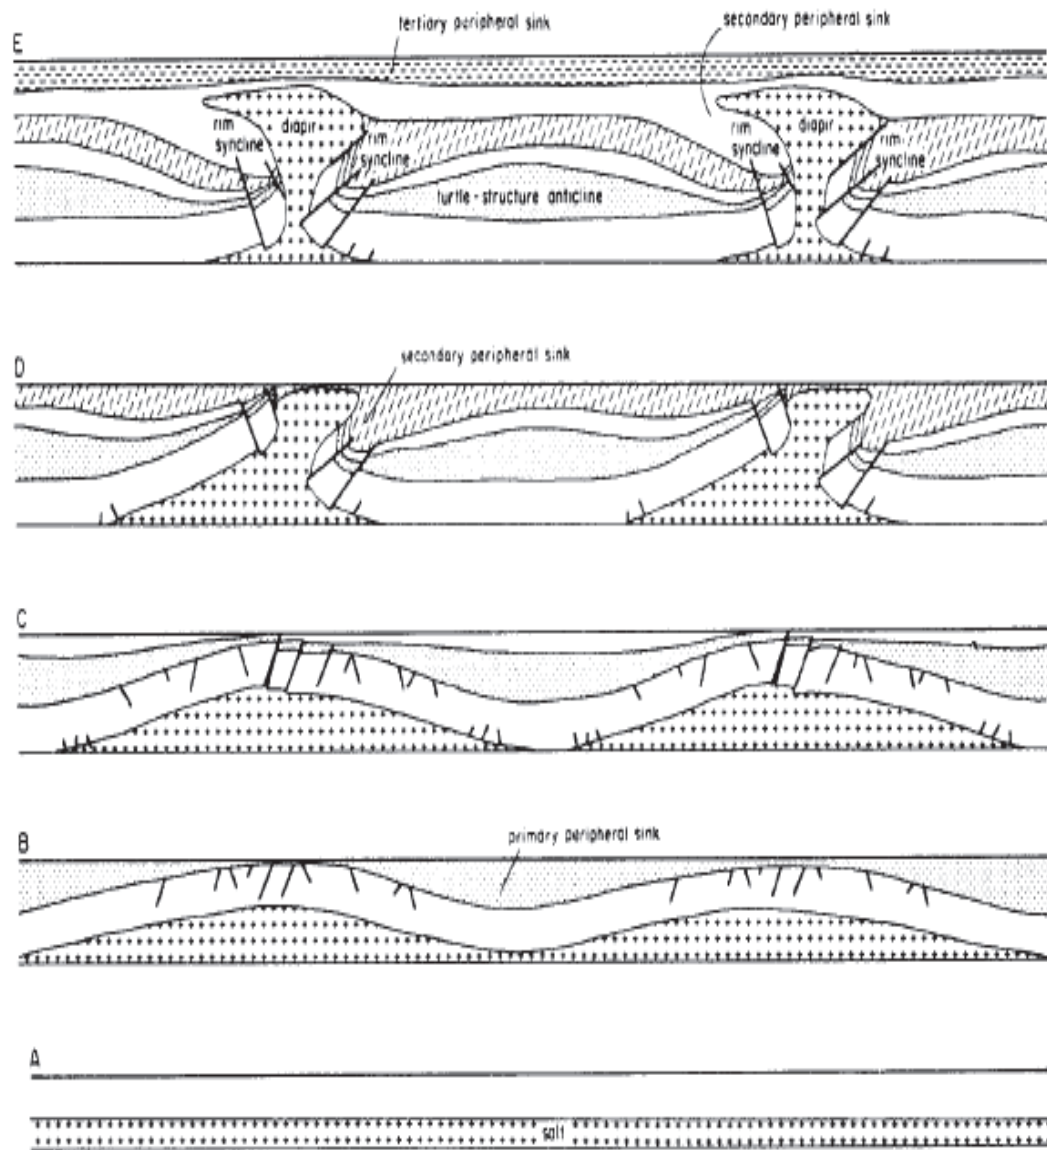 tertiary peripheral sink
secondary peripheral sink
E
rim
syncline
diapir
rim
syncline
rim
syncline
diapir
rim
syncline
turtle-structure anticline
D
secondary peripheral sink
C
B
primary peripheral sink
A
salt